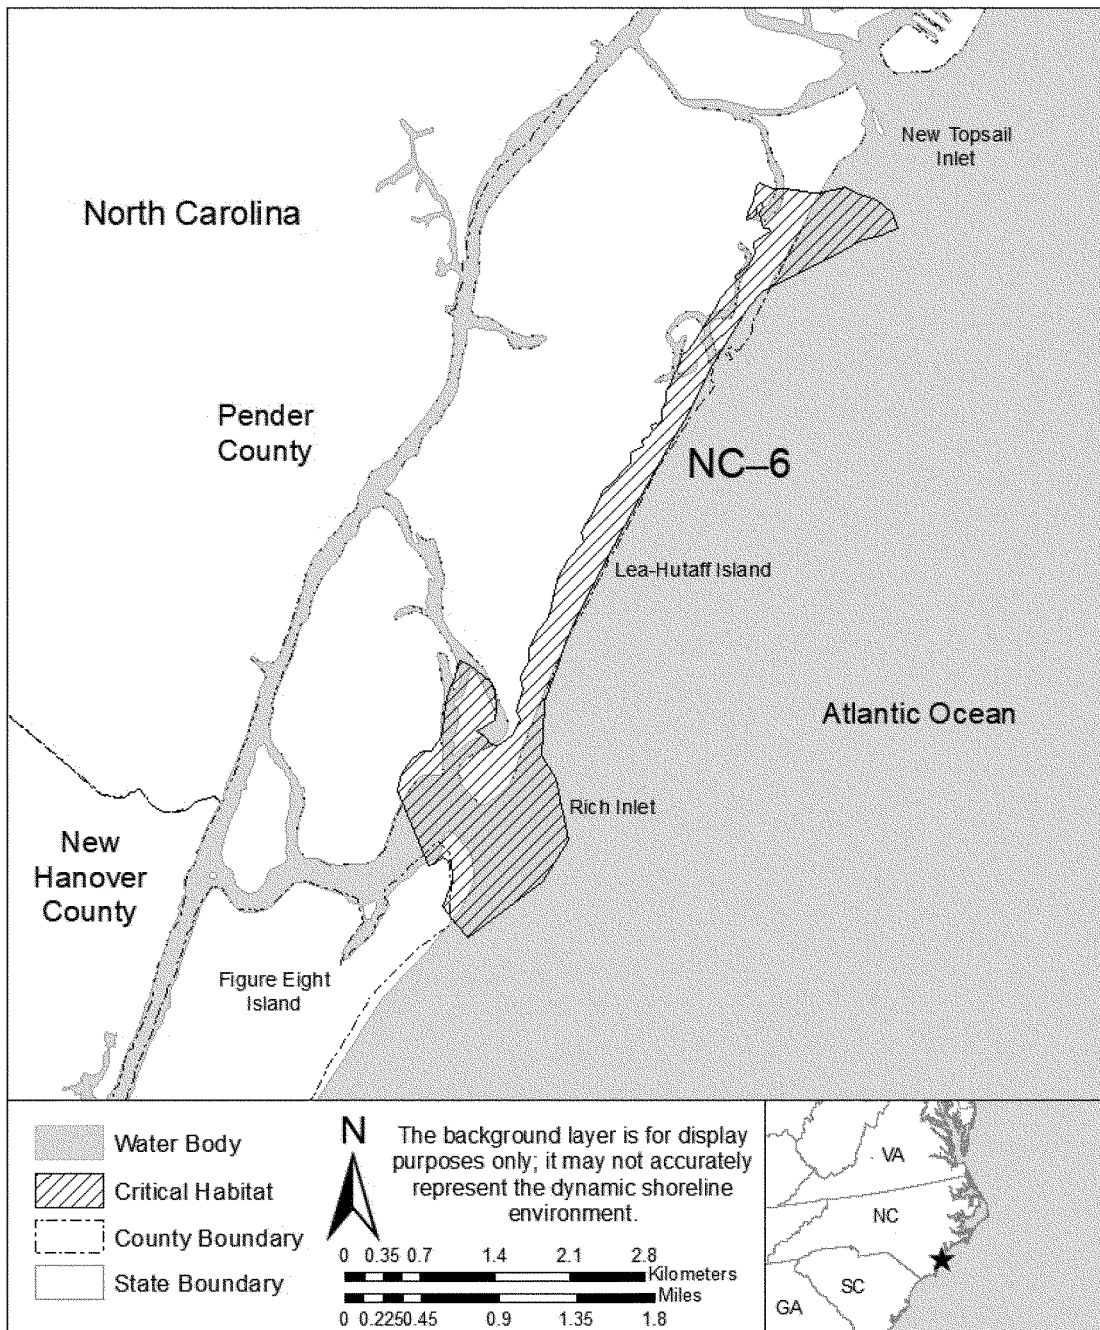 New Topsail
Inlet
North Carolina
Pender
County
NC–6
Lea-Hutaff Island
Atlantic Ocean
Rich Inlet
New
Hanover
County
Figure Eight
Island
Water Body
Critical Habitat
County Boundary
State Boundary
N
The background layer is for display
purposes only; it may not accurately
represent the dynamic shoreline
environment.
0 0.35 0.7 1.4 2.1 2.8
Kilometers
Miles
0 0.2250.45 0.9 1.35 1.8
VA
NC
SC
GA